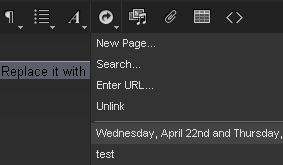 ¶ A
New Page...
Search...
Replace it with
Enter URL...
Unlink
Wednesday, April 22nd and Thursday,
test